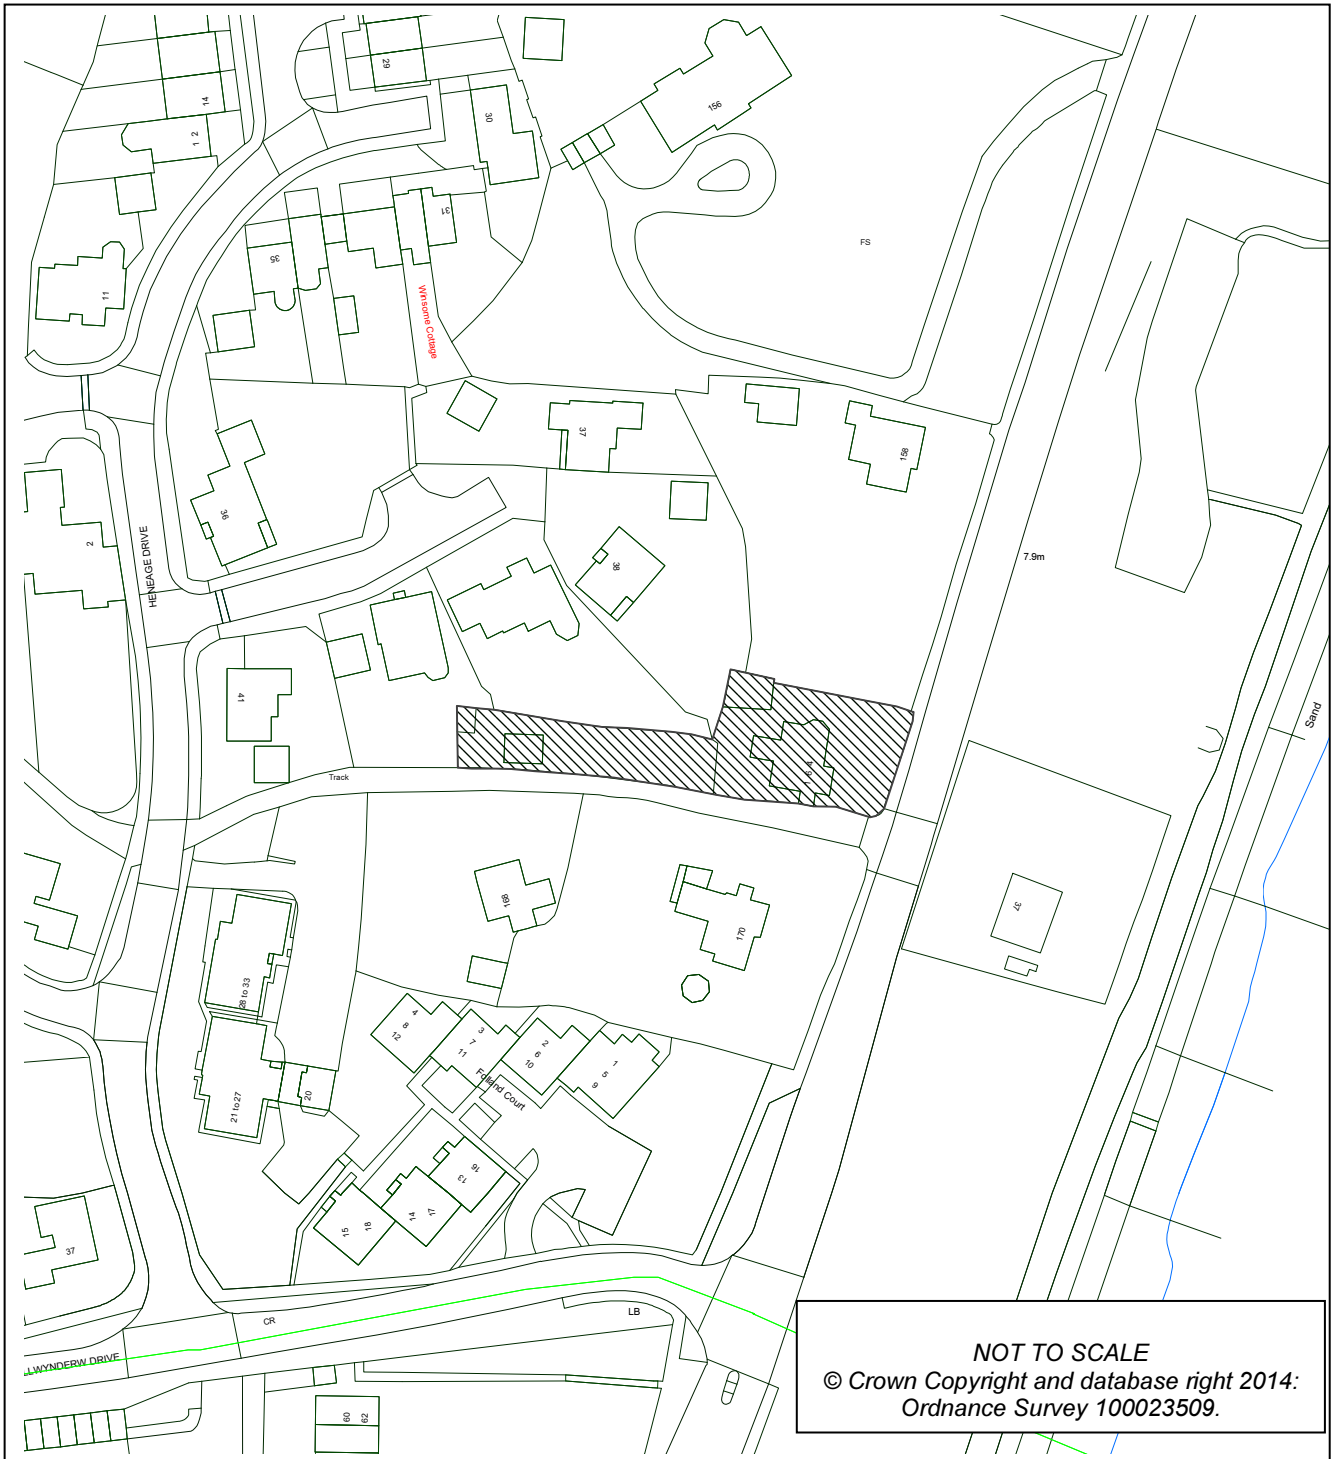 29
14
1 2
30
156
31
35
11
FS
Winsome Cottage
37
158
36
2
HENEAGE DRIVE
38
7.9m
41
Sand
Track
164
168
170
37
28 to 33
4
8
12
3
7
11
2
6
10
1
5
9
Folland Court
21 to 27
20
16
13
14
17
15
18
37
CR
LB
LLWYNDERW DRIVE
60
62
NOT TO SCALE
© Crown Copyright and database right 2014:
Ordnance Survey 100023509.